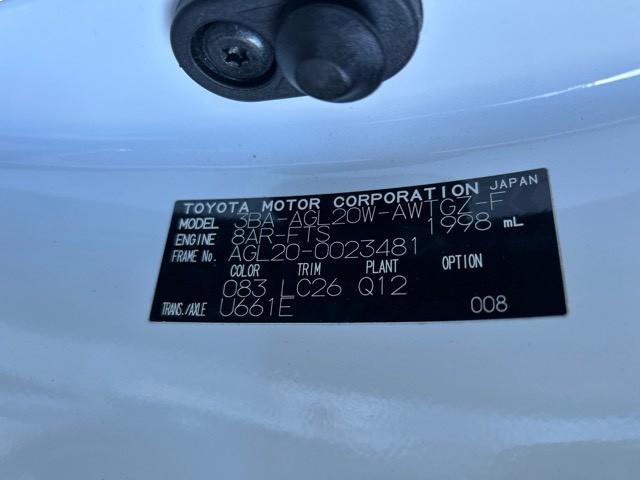 TOYOTA MOTOR CORPORATION JAPAN
MODEL 3BA-AGL20W-AWTGZ-F
ENGINE 8AR-FTS 1998 mL
FRAME No. AGL20-0023481
COLOR TRIM PLANT OPTION
083 LC26 Q12
TRANS./AXLE U661E 008